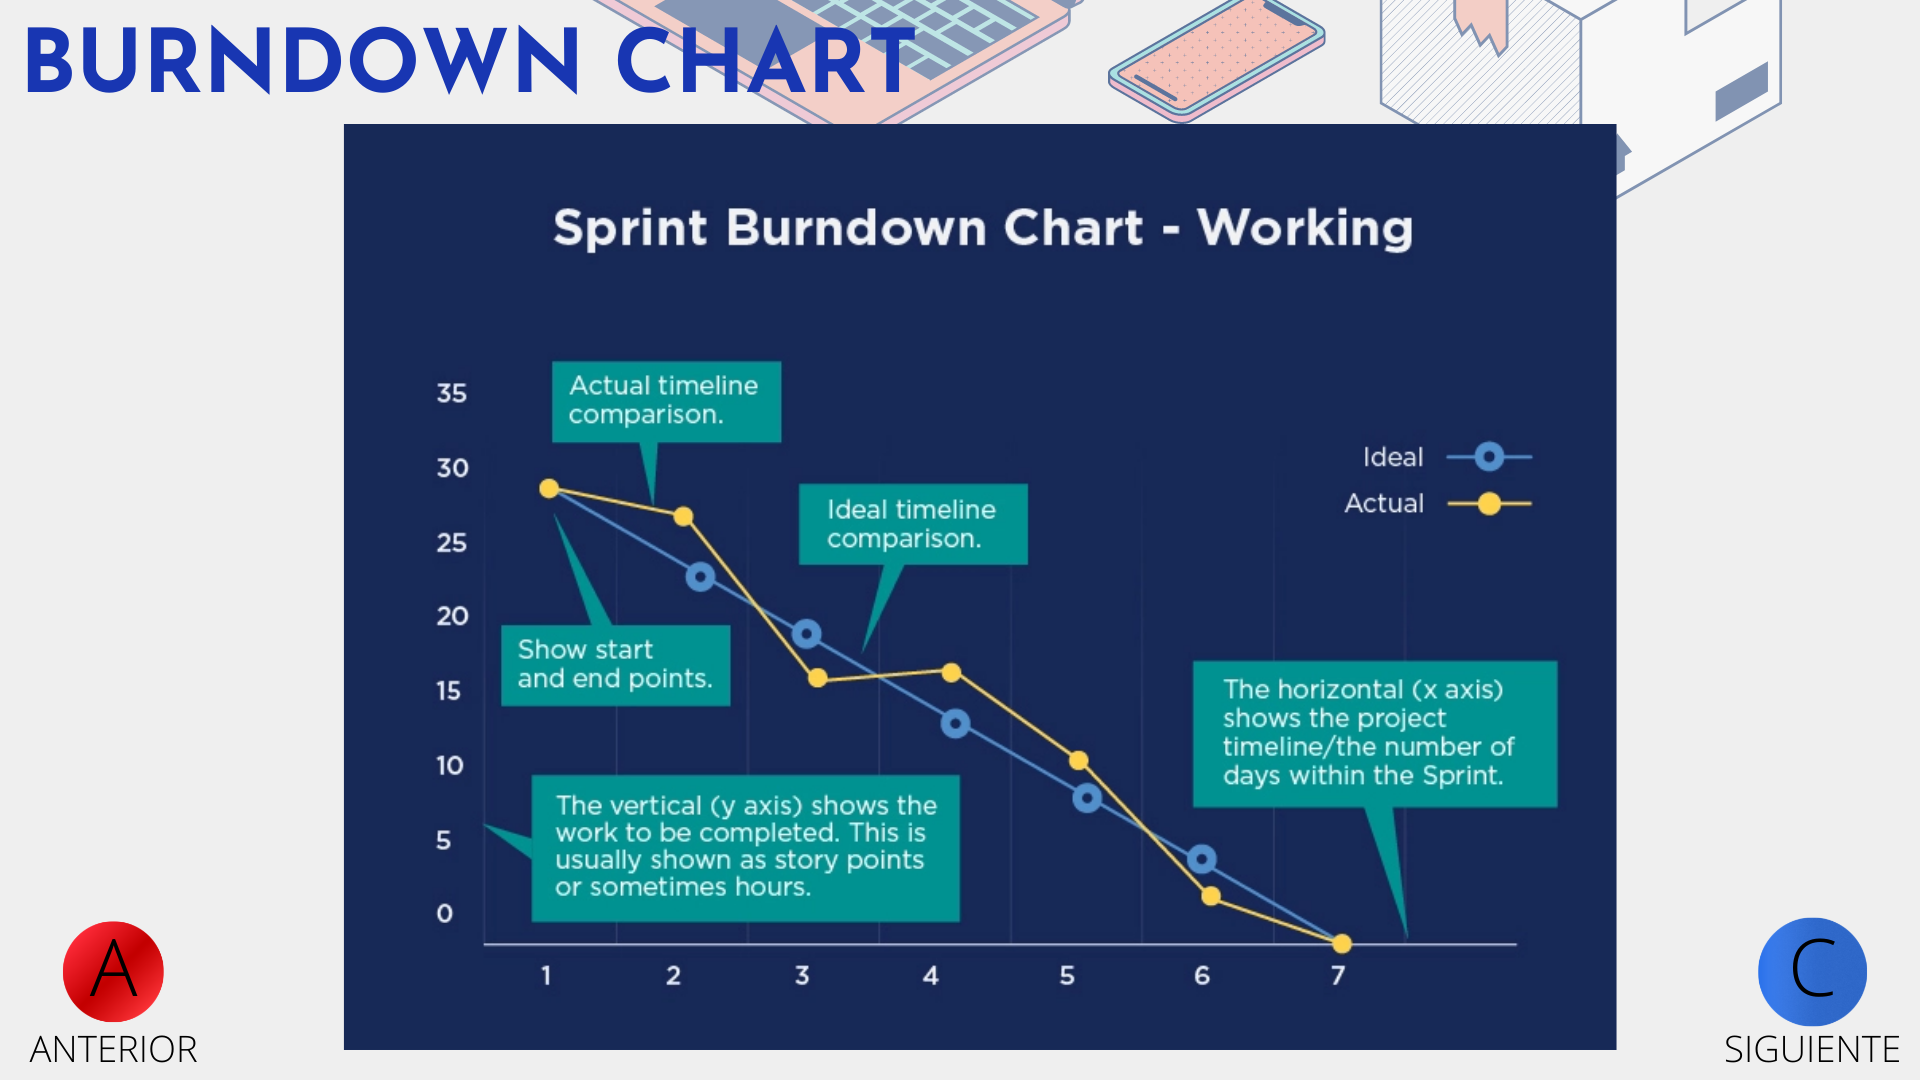 BURNDOWN CHART
Sprint Burndown Chart - Working
35
30
25
20
15
10
5
0
Actual timeline
comparison.
Ideal timeline
comparison.
Ideal
Actual
Show start
and end points.
The horizontal (x axis)
shows the project
timeline/the number of
days within the Sprint.
The vertical (y axis) shows the
work to be completed. This is
usually shown as story points
or sometimes hours.
1 2 3 4 5 6 7
A
ANTERIOR
C
SIGUIENTE